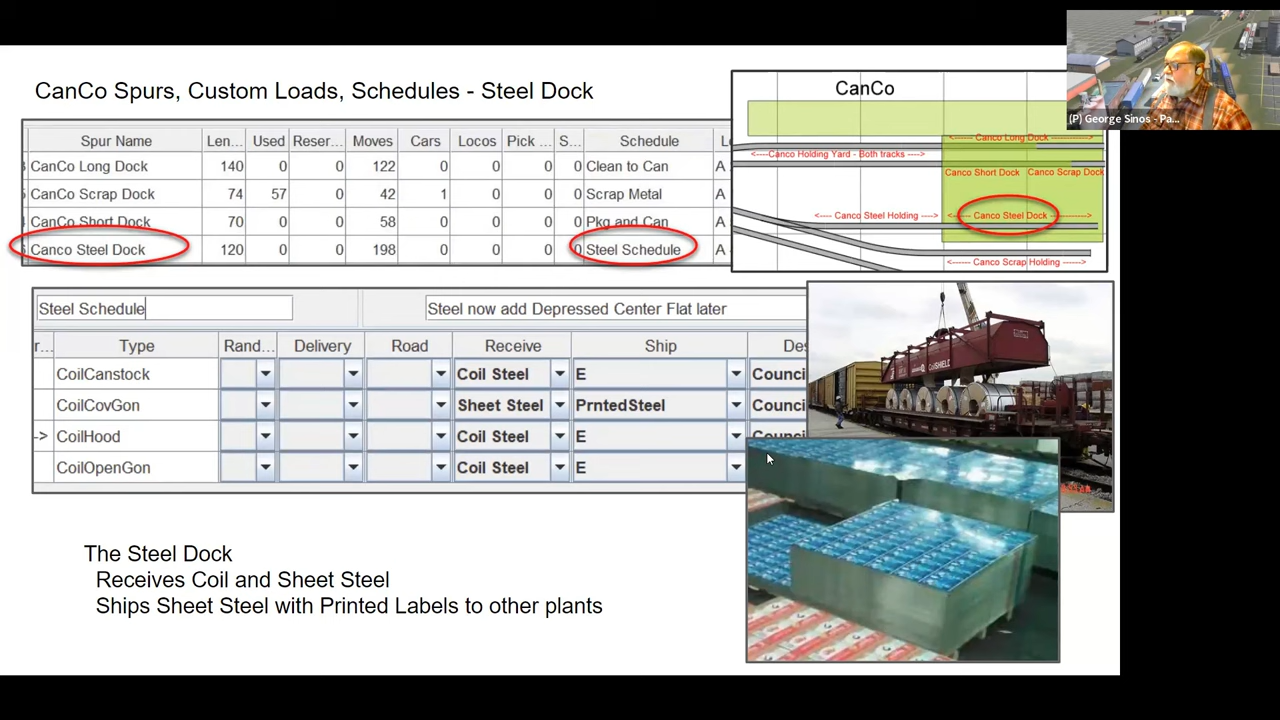 CanCo Spurs, Custom Loads, Schedules - Steel Dock
Spur Name Len... Used Reser... Moves Cars Locos Pick ... S... Schedule
CanCo Long Dock 140 0 0 122 0 0 0 0 Clean to Can A
CanCo Scrap Dock 74 57 0 42 1 0 0 0 Scrap Metal A
CanCo Short Dock 70 0 0 58 0 0 0 0 Pkg and Can A
Canco Steel Dock 120 0 0 198 0 0 0 0 Steel Schedule A
CanCo
<---- Canco Long Dock ---->
<----Canco Holding Yard - Both tracks ---->
Canco Short Dock Canco Scrap Dock
<---- Canco Steel Holding ----> Canco Steel Dock
<------ Canco Scrap Holding ------>
(P) George Sinos - Pa...
Steel Schedule Steel now add Depressed Center Flat later
r... Type Rand... Delivery Road Receive Ship Des
CoilCanstock Coil Steel E Counci
CoilCovGon Sheet Steel PrntedSteel Counci
-> CoilHood Coil Steel E Counci
CoilOpenGon Coil Steel E
COILSHIELD
The Steel Dock
Receives Coil and Sheet Steel
Ships Sheet Steel with Printed Labels to other plants